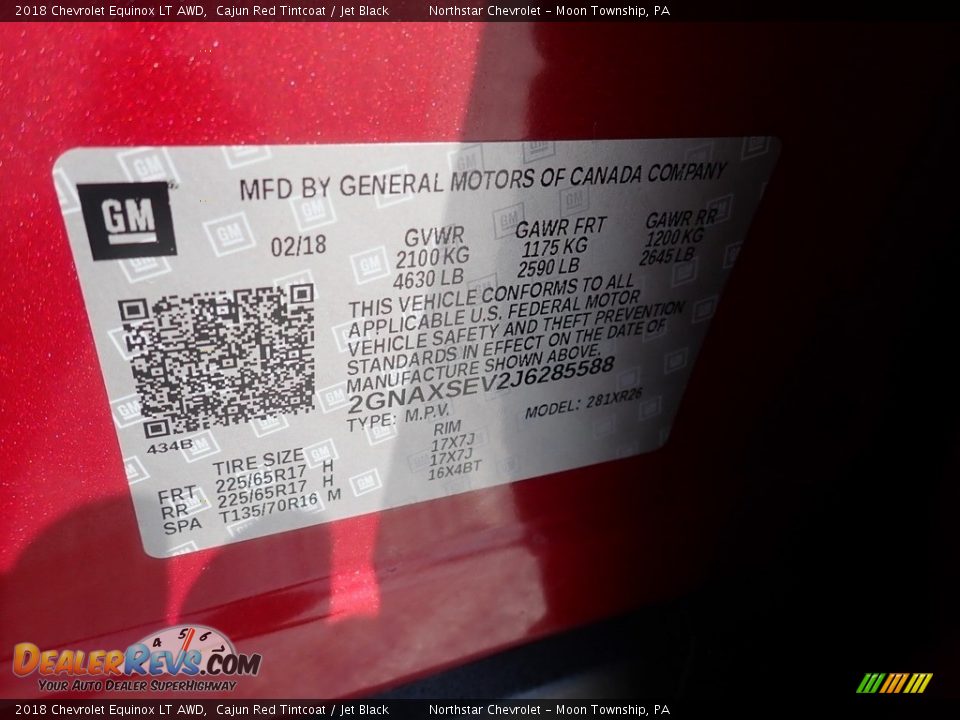 2018 Chevrolet Equinox LT AWD, Cajun Red Tintcoat / Jet Black Northstar Chevrolet - Moon Township, PA
GM
MFD BY GENERAL MOTORS OF CANADA COMPANY
02/18
GVWR GAWR FRT GAWR RR
2100 KG 1175 KG 1200 KG
4630 LB 2590 LB 2645 LB
THIS VEHICLE CONFORMS TO ALL
APPLICABLE U.S. FEDERAL MOTOR
VEHICLE SAFETY AND THEFT PREVENTION
STANDARDS IN EFFECT ON THE DATE OF
MANUFACTURE SHOWN ABOVE.
2GNAXSEV2J6285588
TYPE: M.P.V. MODEL: 281XR26
434B
TIRE SIZE RIM
FRT 225/65R17 H 17X7J
RR 225/65R17 H 17X7J
SPA T135/70R16 M 16X4BT
4 5 6 7
DEALERREVS.COM
YOUR AUTO DEALER SUPERHIGHWAY
2018 Chevrolet Equinox LT AWD, Cajun Red Tintcoat / Jet Black Northstar Chevrolet - Moon Township, PA